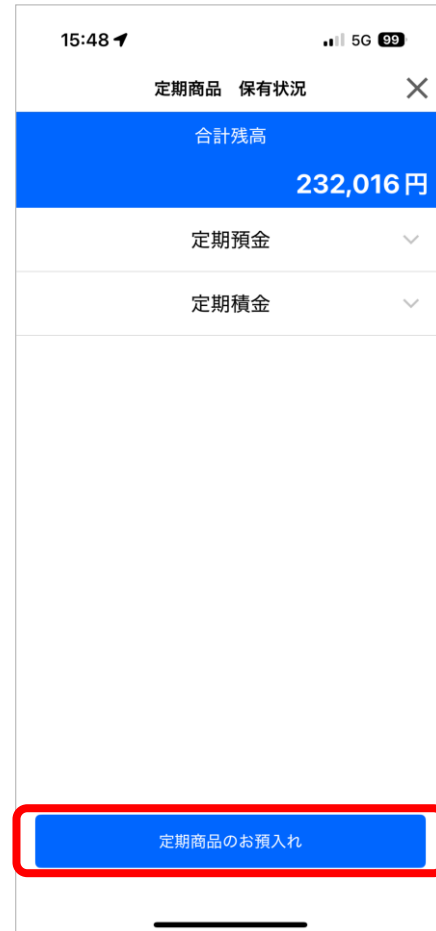 15:48 5G 99
定期商品 保有状況
合計残高
232,016円
定期預金
定期積金
定期商品のお預入れ